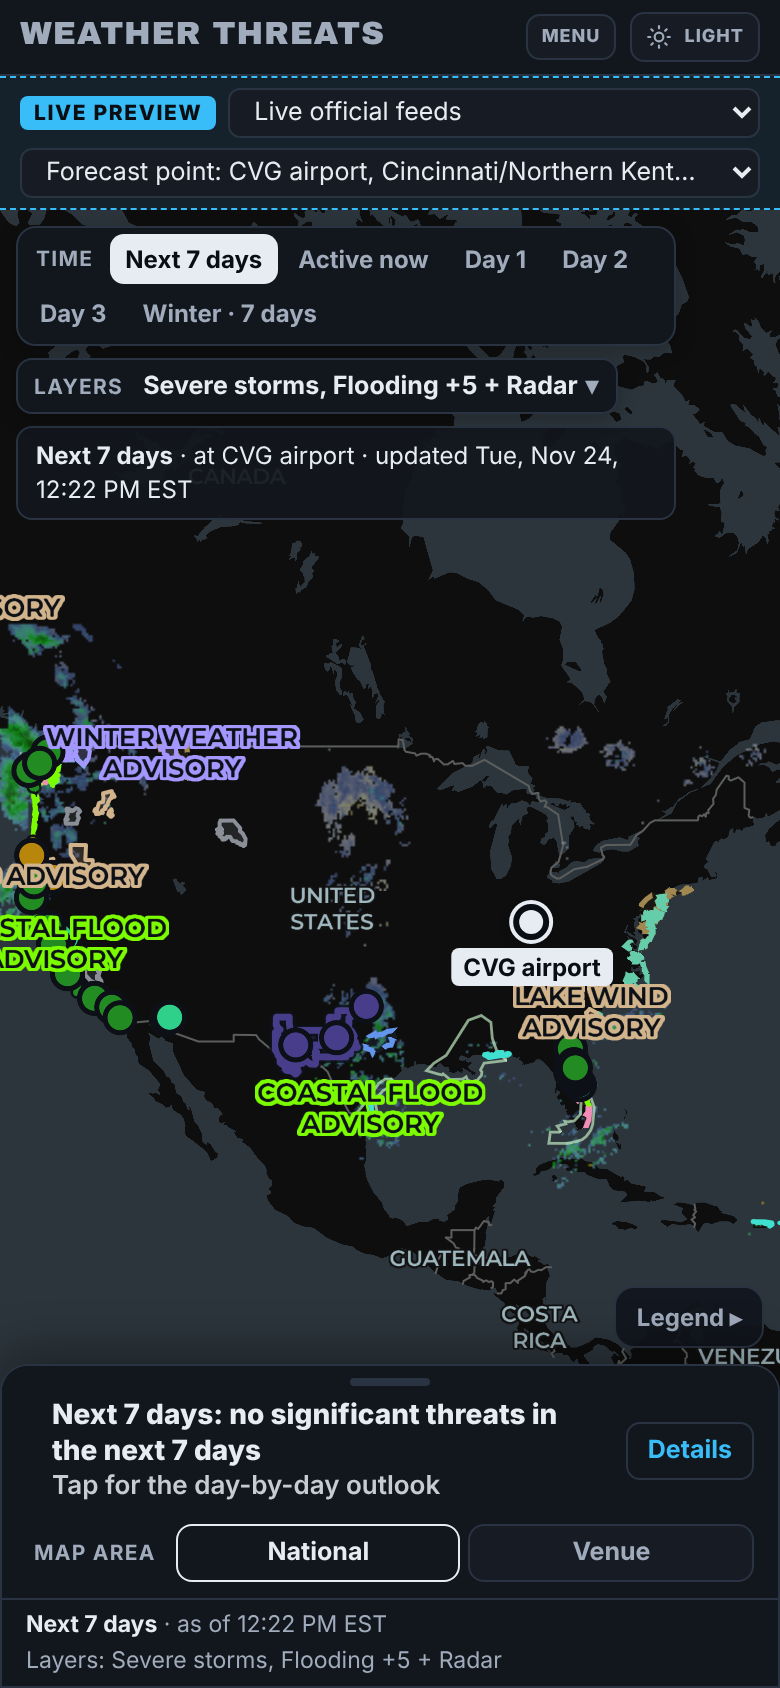 WEATHER THREATS
MENU
LIGHT
LIVE PREVIEW
Live official feeds
Forecast point: CVG airport, Cincinnati/Northern Kent...
TIME
Next 7 days
Active now
Day 1
Day 2
Day 3
Winter · 7 days
LAYERS
Severe storms, Flooding +5 + Radar ▾
Next 7 days · at CVG airport · updated Tue, Nov 24,
12:22 PM EST
CANADA
SORY
WINTER WEATHER
ADVISORY
ADVISORY
STAL FLOOD
ADVISORY
UNITED
STATES
CVG airport
LAKE WIND
ADVISORY
COASTAL FLOOD
ADVISORY
GUATEMALA
COSTA
RICA
Legend ▸
VENEZU
Next 7 days: no significant threats in
the next 7 days
Tap for the day-by-day outlook
Details
MAP AREA
National
Venue
Next 7 days · as of 12:22 PM EST
Layers: Severe storms, Flooding +5 + Radar